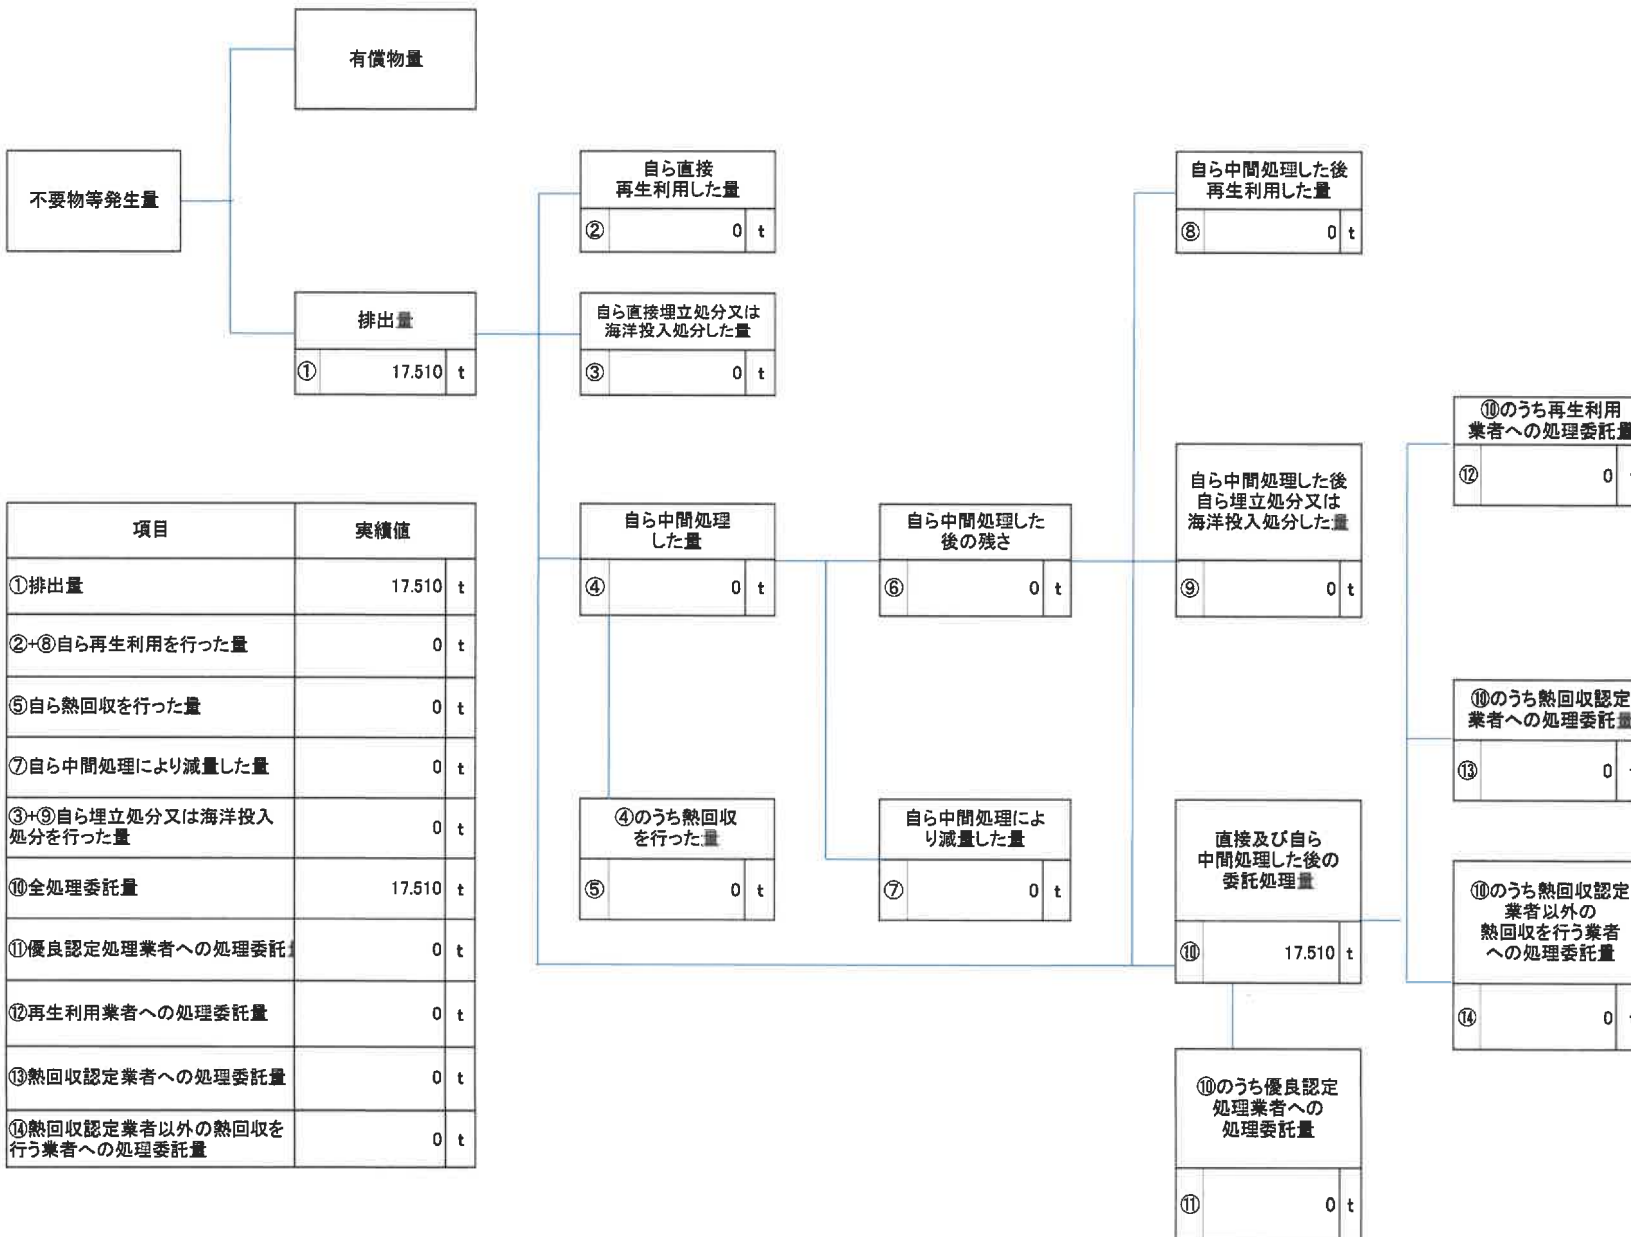 有償物量
不要物等発生量
排出量
① 17.510 t
自ら直接
再生利用した量
② 0 t
自ら直接埋立処分又は
海洋投入処分した量
③ 0 t
自ら中間処理
した量
④ 0 t
④のうち熱回収
を行った量
⑤ 0 t
自ら中間処理した
後の残さ
⑥ 0 t
自ら中間処理によ
り減量した量
⑦ 0 t
自ら中間処理した後
再生利用した量
⑧ 0 t
自ら中間処理した後
自ら埋立処分又は
海洋投入処分した量
⑨ 0 t
直接及び自ら
中間処理した後の
委託処理量
⑩ 17.510 t
⑩のうち優良認定
処理業者への
処理委託量
⑪ 0 t
⑩のうち再生利用
業者への処理委託量
⑫ 0
⑩のうち熱回収認定
業者への処理委託量
⑬ 0
⑩のうち熱回収認定
業者以外の
熱回収を行う業者
への処理委託量
⑭ 0
項目 実績値
①排出量 17.510 t
②+⑧自ら再生利用を行った量 0 t
⑤自ら熱回収を行った量 0 t
⑦自ら中間処理により減量した量 0 t
③+⑨自ら埋立処分又は海洋投入
処分を行った量 0 t
⑩全処理委託量 17.510 t
⑪優良認定処理業者への処理委託 0 t
⑫再生利用業者への処理委託量 0 t
⑬熱回収認定業者への処理委託量 0 t
⑭熱回収認定業者以外の熱回収を
行う業者への処理委託量 0 t